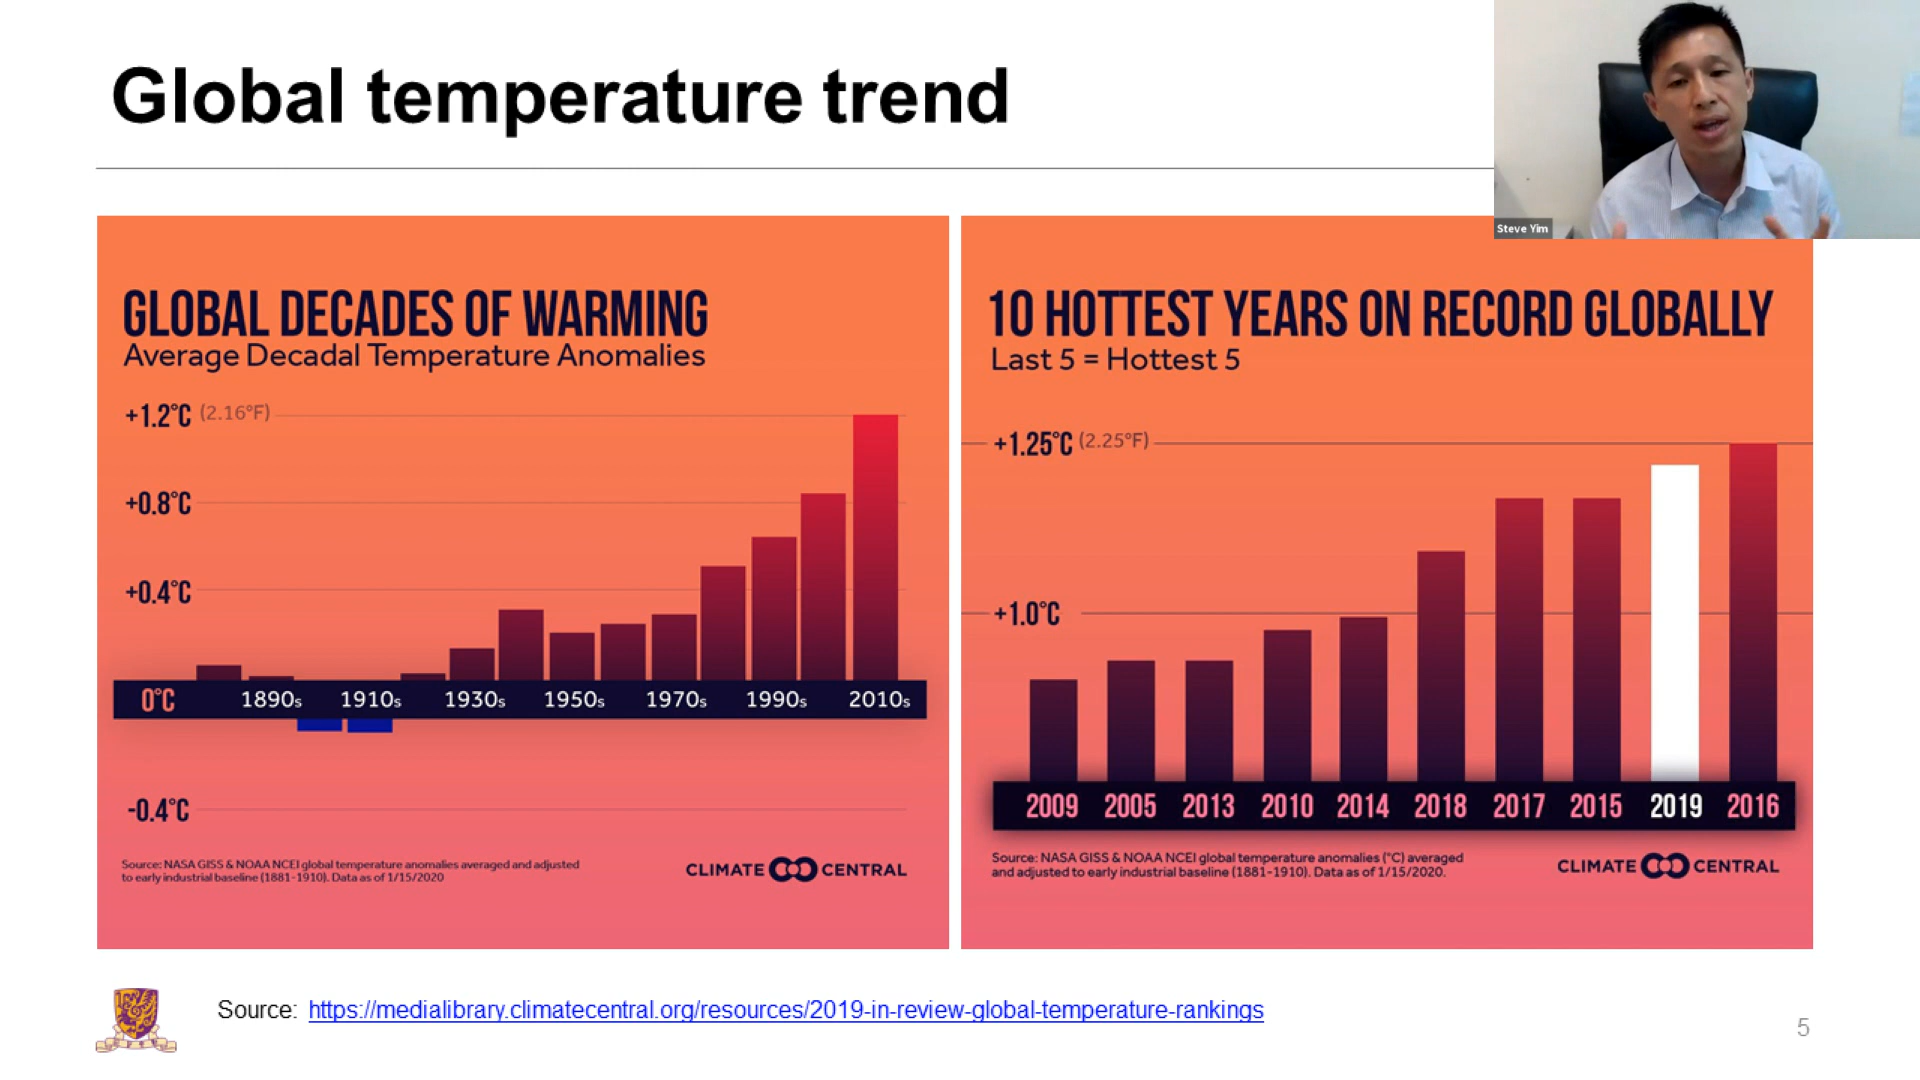 Global temperature trend
Steve Yim
GLOBAL DECADES OF WARMING
Average Decadal Temperature Anomalies
+1.2°C (2.16°F)
+0.8°C
+0.4°C
0°C 1890s 1910s 1930s 1950s 1970s 1990s 2010s
-0.4°C
Source: NASA GISS & NOAA NCEI global temperature anomalies averaged and adjusted
to early industrial baseline (1881-1910). Data as of 1/15/2020
CLIMATE CENTRAL
10 HOTTEST YEARS ON RECORD GLOBALLY
Last 5 = Hottest 5
+1.25°C (2.25°F)
+1.0°C
2009 2005 2013 2010 2014 2018 2017 2015 2019 2016
Source: NASA GISS & NOAA NCEI global temperature anomalies (°C) averaged
and adjusted to early industrial baseline (1881-1910). Data as of 1/15/2020.
CLIMATE CENTRAL
Source: https://medialibrary.climatecentral.org/resources/2019-in-review-global-temperature-rankings
5